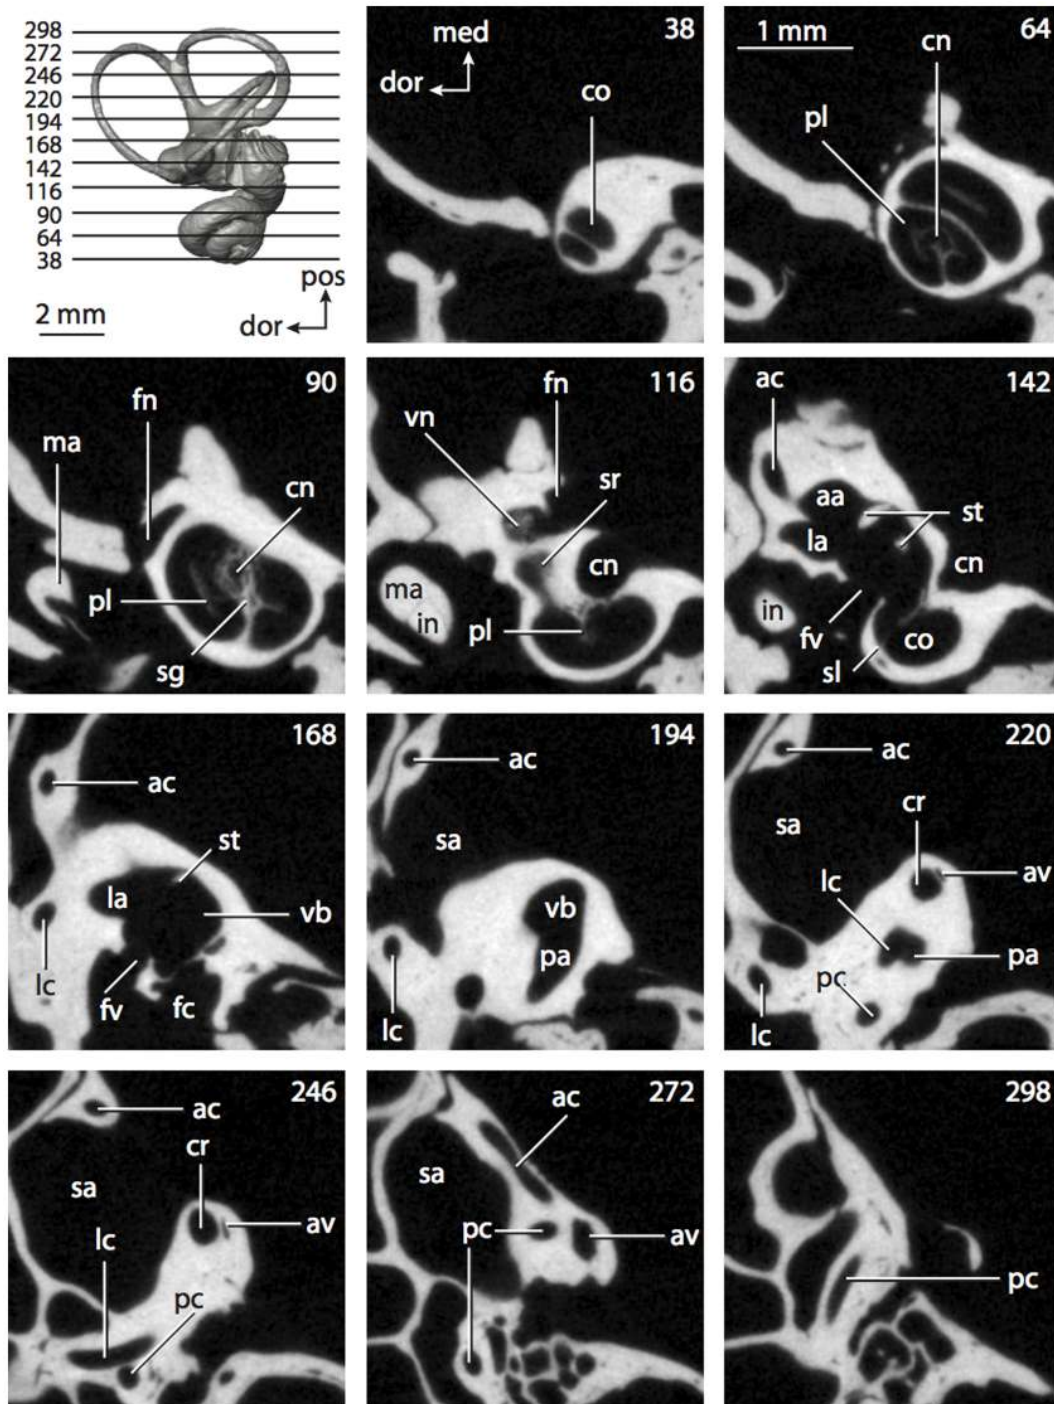 298
272
246
220
194
168
142
116
90
64
38
pos
dor
2 mm
38
med
dor
co
64
1 mm
cn
pl
90
fn
ma
cn
pl
sg
116
fn
vn
sr
cn
ma
in
pl
142
ac
aa
st
la
cn
in
fv
co
sl
168
ac
st
la
vb
lc
fv
fc
194
ac
sa
vb
pa
lc
220
ac
cr
sa
av
lc
pc
pa
lc
246
ac
cr
sa
av
lc
pc
272
ac
sa
pc
av
298
pc